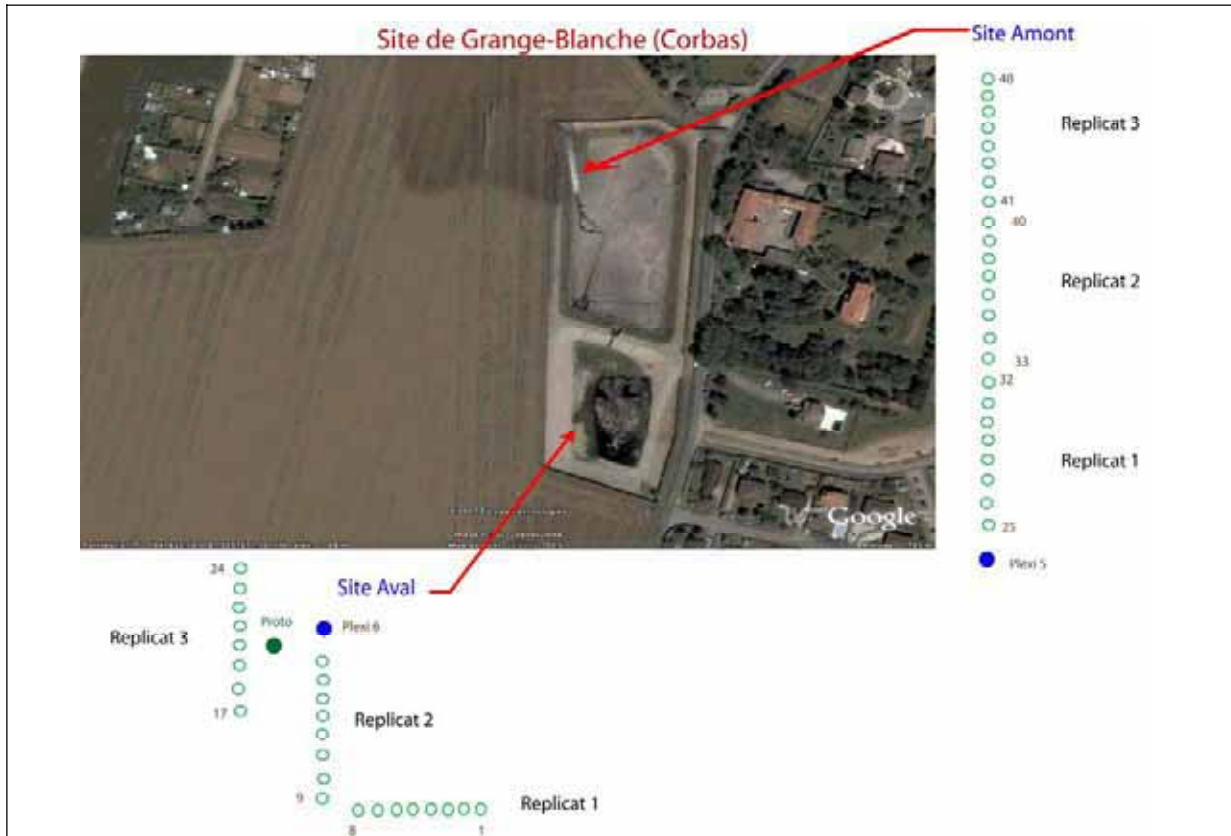 Site de Grange-Blanche (Corbas)
Site Amont
48
Replicat 3
41
40
Replicat 2
33
32
Replicat 1
25
Plexi 5
Google
Site Aval
24
Proto
Plexi 6
Replicat 3
17
Replicat 2
9
Replicat 1
8
1